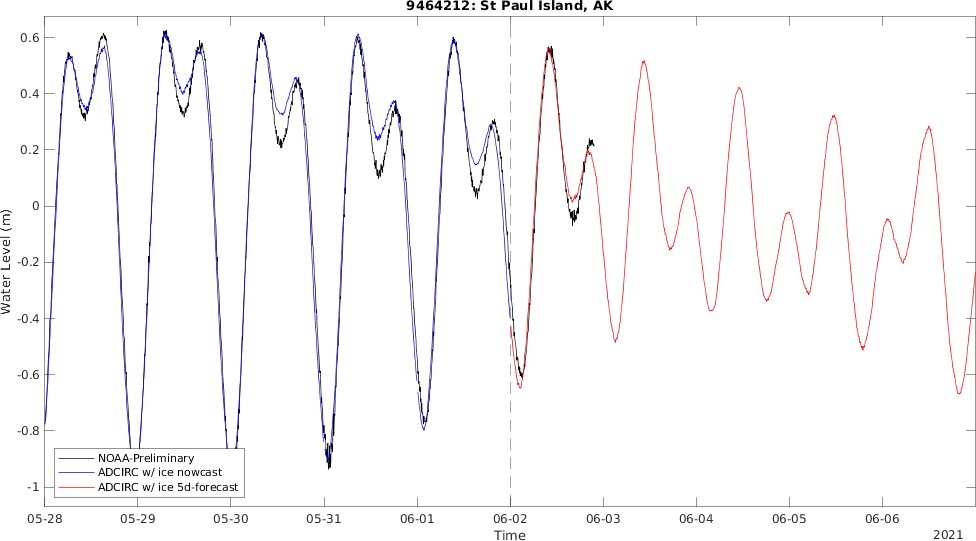 9464212: St Paul Island, AK
0.6
0.4
0.2
0
-0.2
-0.4
-0.6
-0.8
-1
Water Level (m)
NOAA-Preliminary
ADCIRC w/ ice nowcast
ADCIRC w/ ice 5d-forecast
05-28 05-29 05-30 05-31 06-01 06-02 06-03 06-04 06-05 06-06
Time
2021